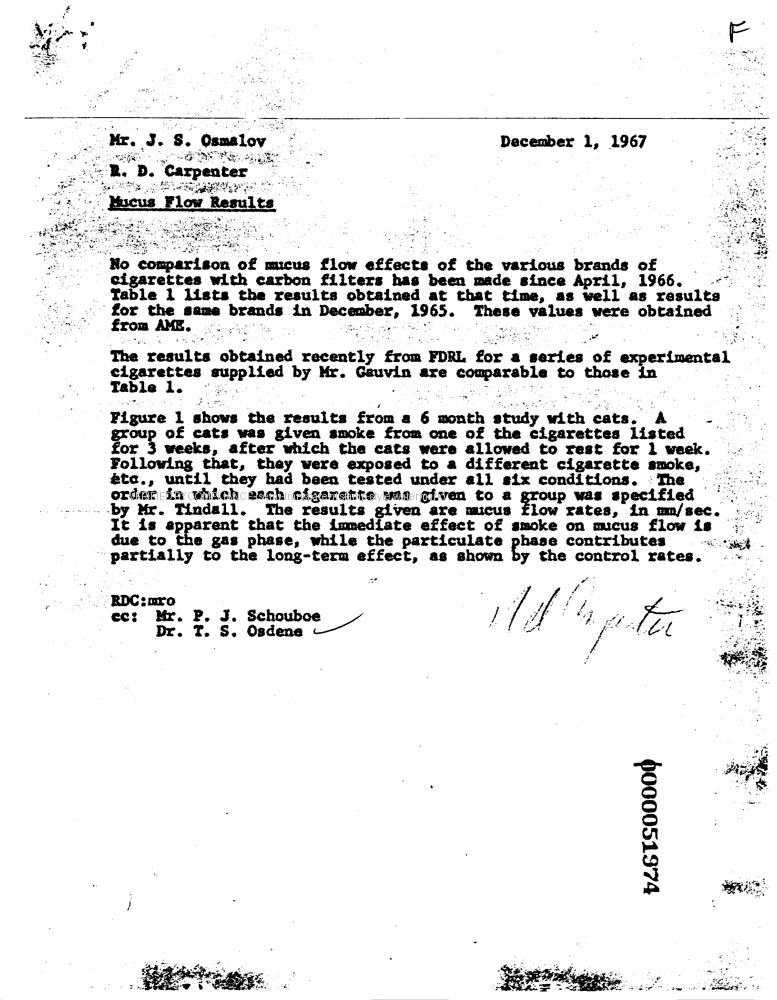 F
Mr. J. S. Osmalov December 1, 1967
R. D. Carpenter
Mucus Flow Results
No comparison of mucus flow effects of the various brands of
cigarettes with carbon filters has been made since April, 1966.
Table 1 lists the results obtained at that time, as well as results
for the same brands in December, 1965. These values were obtained
from AME.
The results obtained recently from FDRL for a series of experimental
cigarettes supplied by Mr. Gauvin are comparable to those in
Table 1.
Figure 1 shows the results from a 6 month study with cats. A
group of cats was given smoke from one of the cigarettes listed
for 3 weeks, after which the cats were allowed to rest for 1 week.
Following that, they were exposed to a different cigarette smoke,
etc., until they had been tested under all six conditions. The
order in which each cigarette was given to a group was specified
by Mr. Tindall. The results given are mucus flow rates, in mm/sec.
It is apparent that the immediate effect of smoke on mucus flow is
due to the gas phase, while the particulate phase contributes
partially to the long-term effect, as shown by the control rates.
RDC:mro
cc: Mr. P. J. Schouboe
Dr. T. S. Osdene
R D Carpenter
0000051974